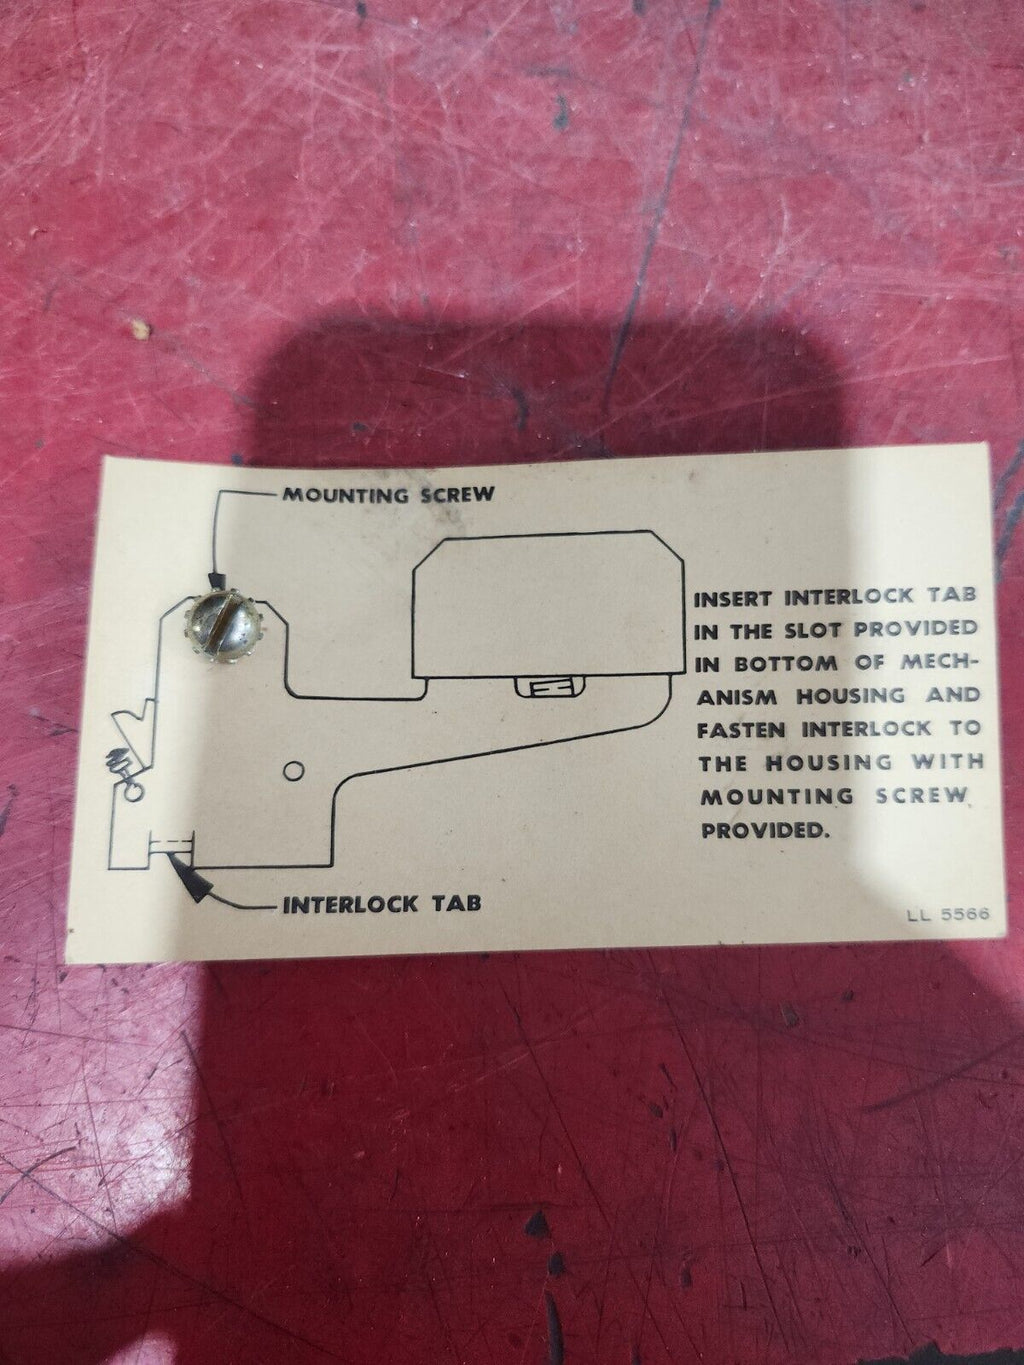 MOUNTING SCREW
INSERT INTERLOCK TAB
IN THE SLOT PROVIDED
IN BOTTOM OF MECH-
ANISM HOUSING AND
FASTEN INTERLOCK TO
THE HOUSING WITH
MOUNTING SCREW
PROVIDED.
INTERLOCK TAB
LL 5566